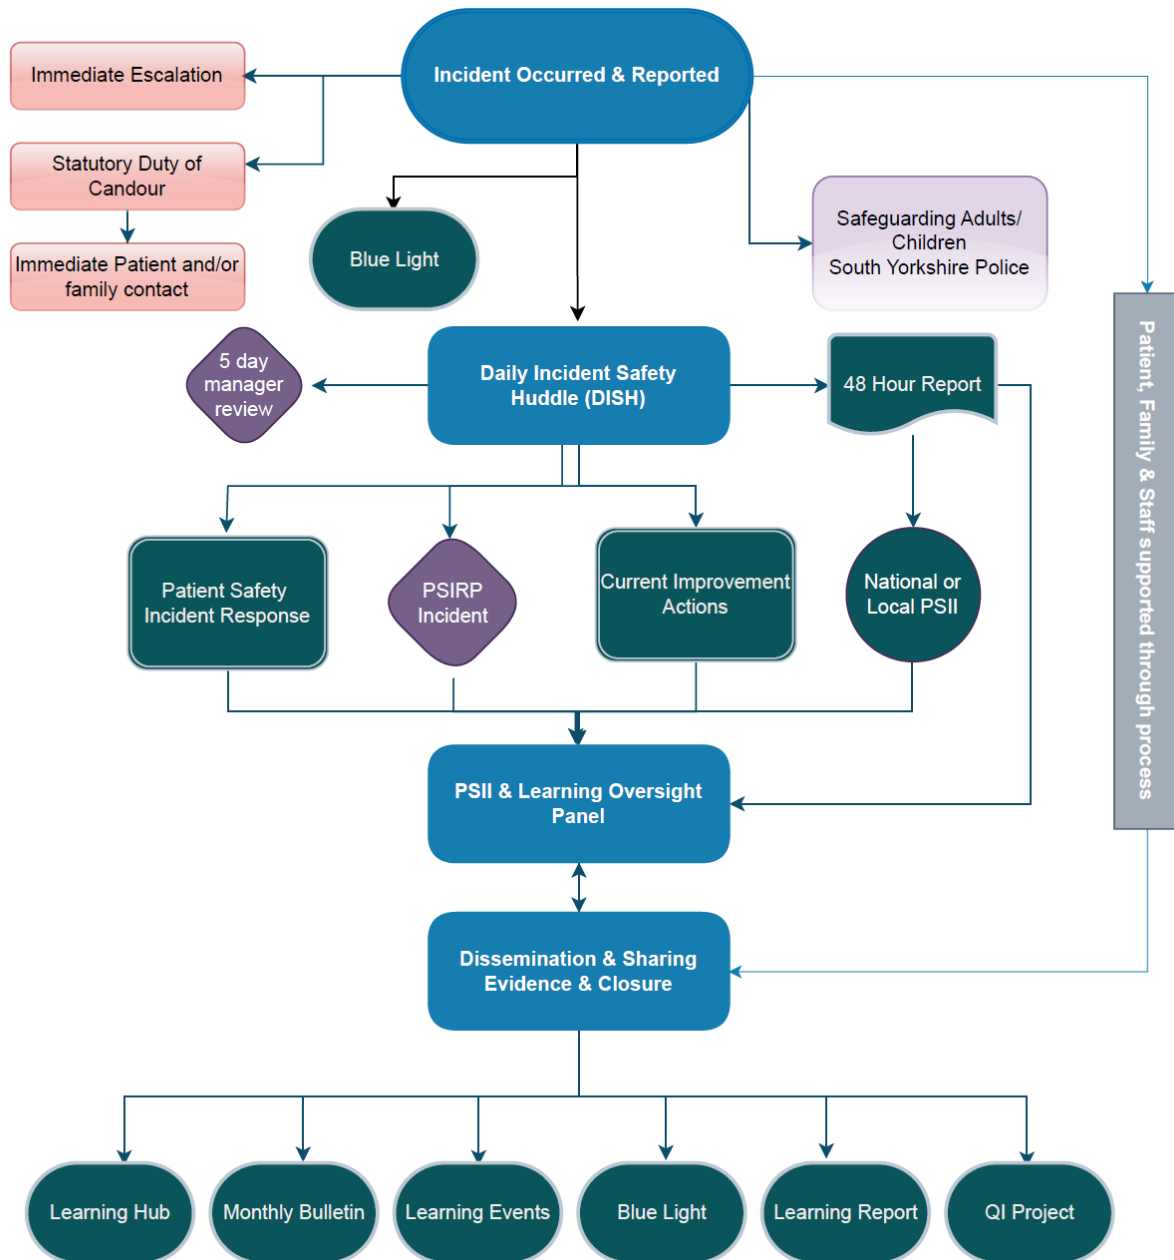 Incident Occurred & Reported
Immediate Escalation
Statutory Duty of
Candour
Immediate Patient and/or
family contact
Blue Light
Safeguarding Adults/
Children
South Yorkshire Police
Patient, Family & Staff supported through process
5 day
manager
review
Daily Incident Safety
Huddle (DISH)
48 Hour Report
Patient Safety
Incident Response
PSIRP
Incident
Current Improvement
Actions
National or
Local PSII
PSII & Learning Oversight
Panel
Dissemination & Sharing
Evidence & Closure
Learning Hub
Monthly Bulletin
Learning Events
Blue Light
Learning Report
QI Project